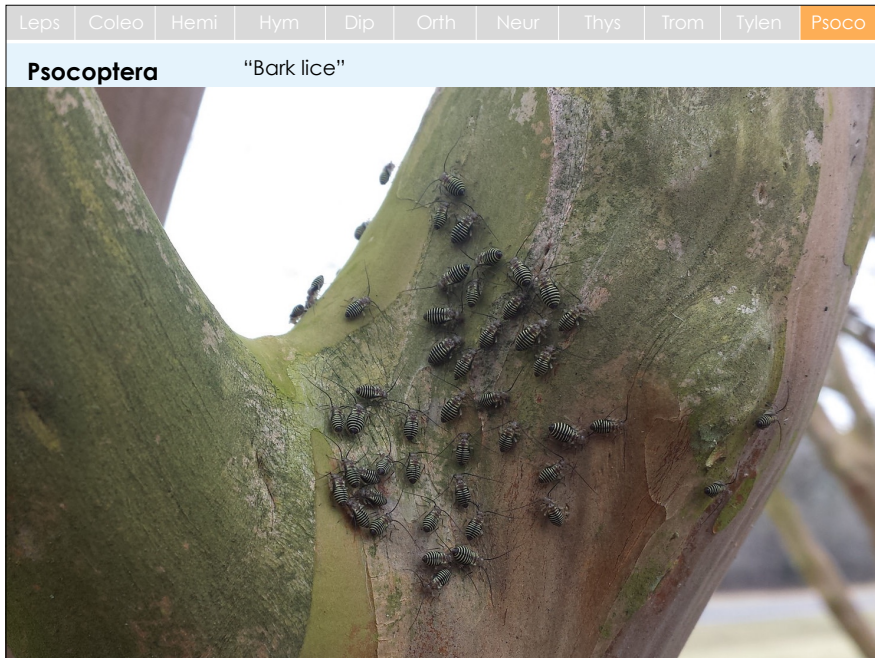 Leps Coleo Hemi Hym Dip Orth Neur Thys Trom Tylen Psoco
Psocoptera “Bark lice”